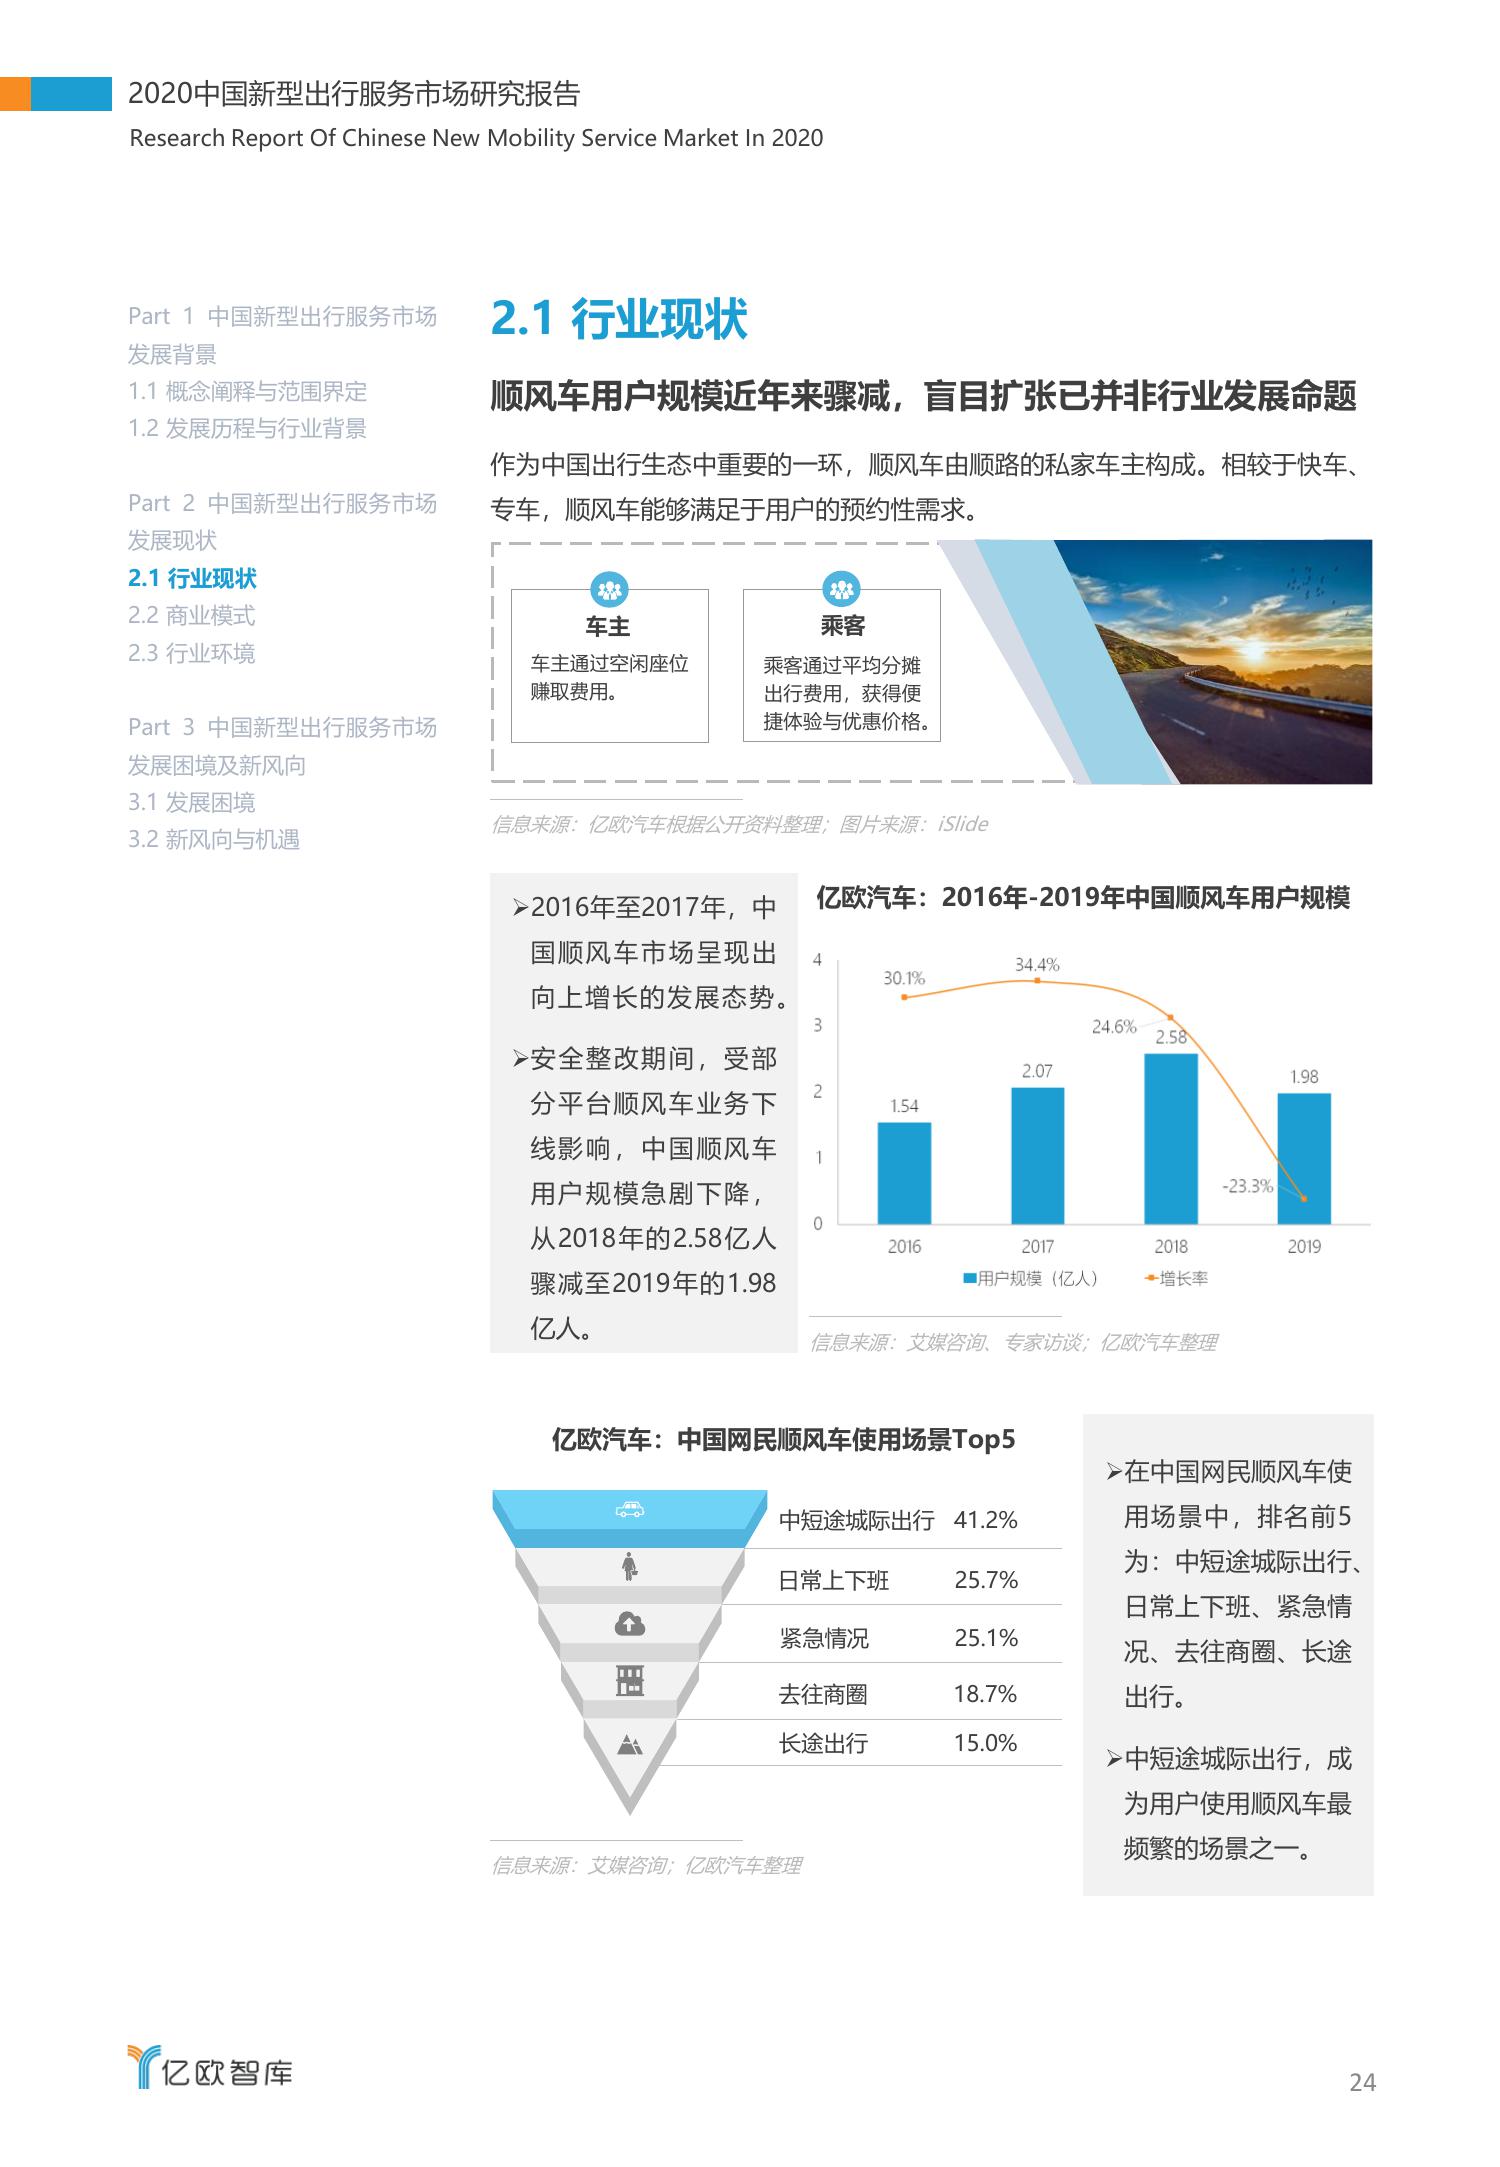 2020中国新型出行服务市场研究报告
Research Report Of Chinese New Mobility Service Market In 2020
Part 1 中国新型出行服务市场
发展背景
1.1 概念阐释与范围界定
1.2 发展历程与行业背景
Part 2 中国新型出行服务市场
发展现状
2.1 行业现状
2.2 商业模式
2.3 行业环境
Part 3 中国新型出行服务市场
发展困境及新风向
3.1 发展困境
3.2 新风向与机遇
2.1 行业现状
顺风车用户规模近年来骤减，盲目扩张已并非行业发展命题
作为中国出行生态中重要的一环，顺风车由顺路的私家车主构成。相较于快车、
专车，顺风车能够满足于用户的预约性需求。
车主
车主通过空闲座位
赚取费用。
乘客
乘客通过平均分摊
出行费用，获得便
捷体验与优惠价格。
信息来源：亿欧汽车根据公开资料整理；图片来源：iSlide
➢2016年至2017年，中
国顺风车市场呈现出
向上增长的发展态势。
➢安全整改期间，受部
分平台顺风车业务下
线影响，中国顺风车
用户规模急剧下降，
从2018年的2.58亿人
骤减至2019年的1.98
亿人。
亿欧汽车：2016年-2019年中国顺风车用户规模
4
3
2
1
0
30.1%
34.4%
24.6%
-23.3%
1.54
2.07
2.58
1.98
2016
2017
2018
2019
用户规模（亿人）
增长率
信息来源：艾媒咨询、专家访谈；亿欧汽车整理
亿欧汽车：中国网民顺风车使用场景Top5
中短途城际出行 41.2%
日常上下班 25.7%
紧急情况 25.1%
去往商圈 18.7%
长途出行 15.0%
信息来源：艾媒咨询；亿欧汽车整理
➢在中国网民顺风车使
用场景中，排名前5
为：中短途城际出行、
日常上下班、紧急情
况、去往商圈、长途
出行。
➢中短途城际出行，成
为用户使用顺风车最
频繁的场景之一。
亿欧智库
24